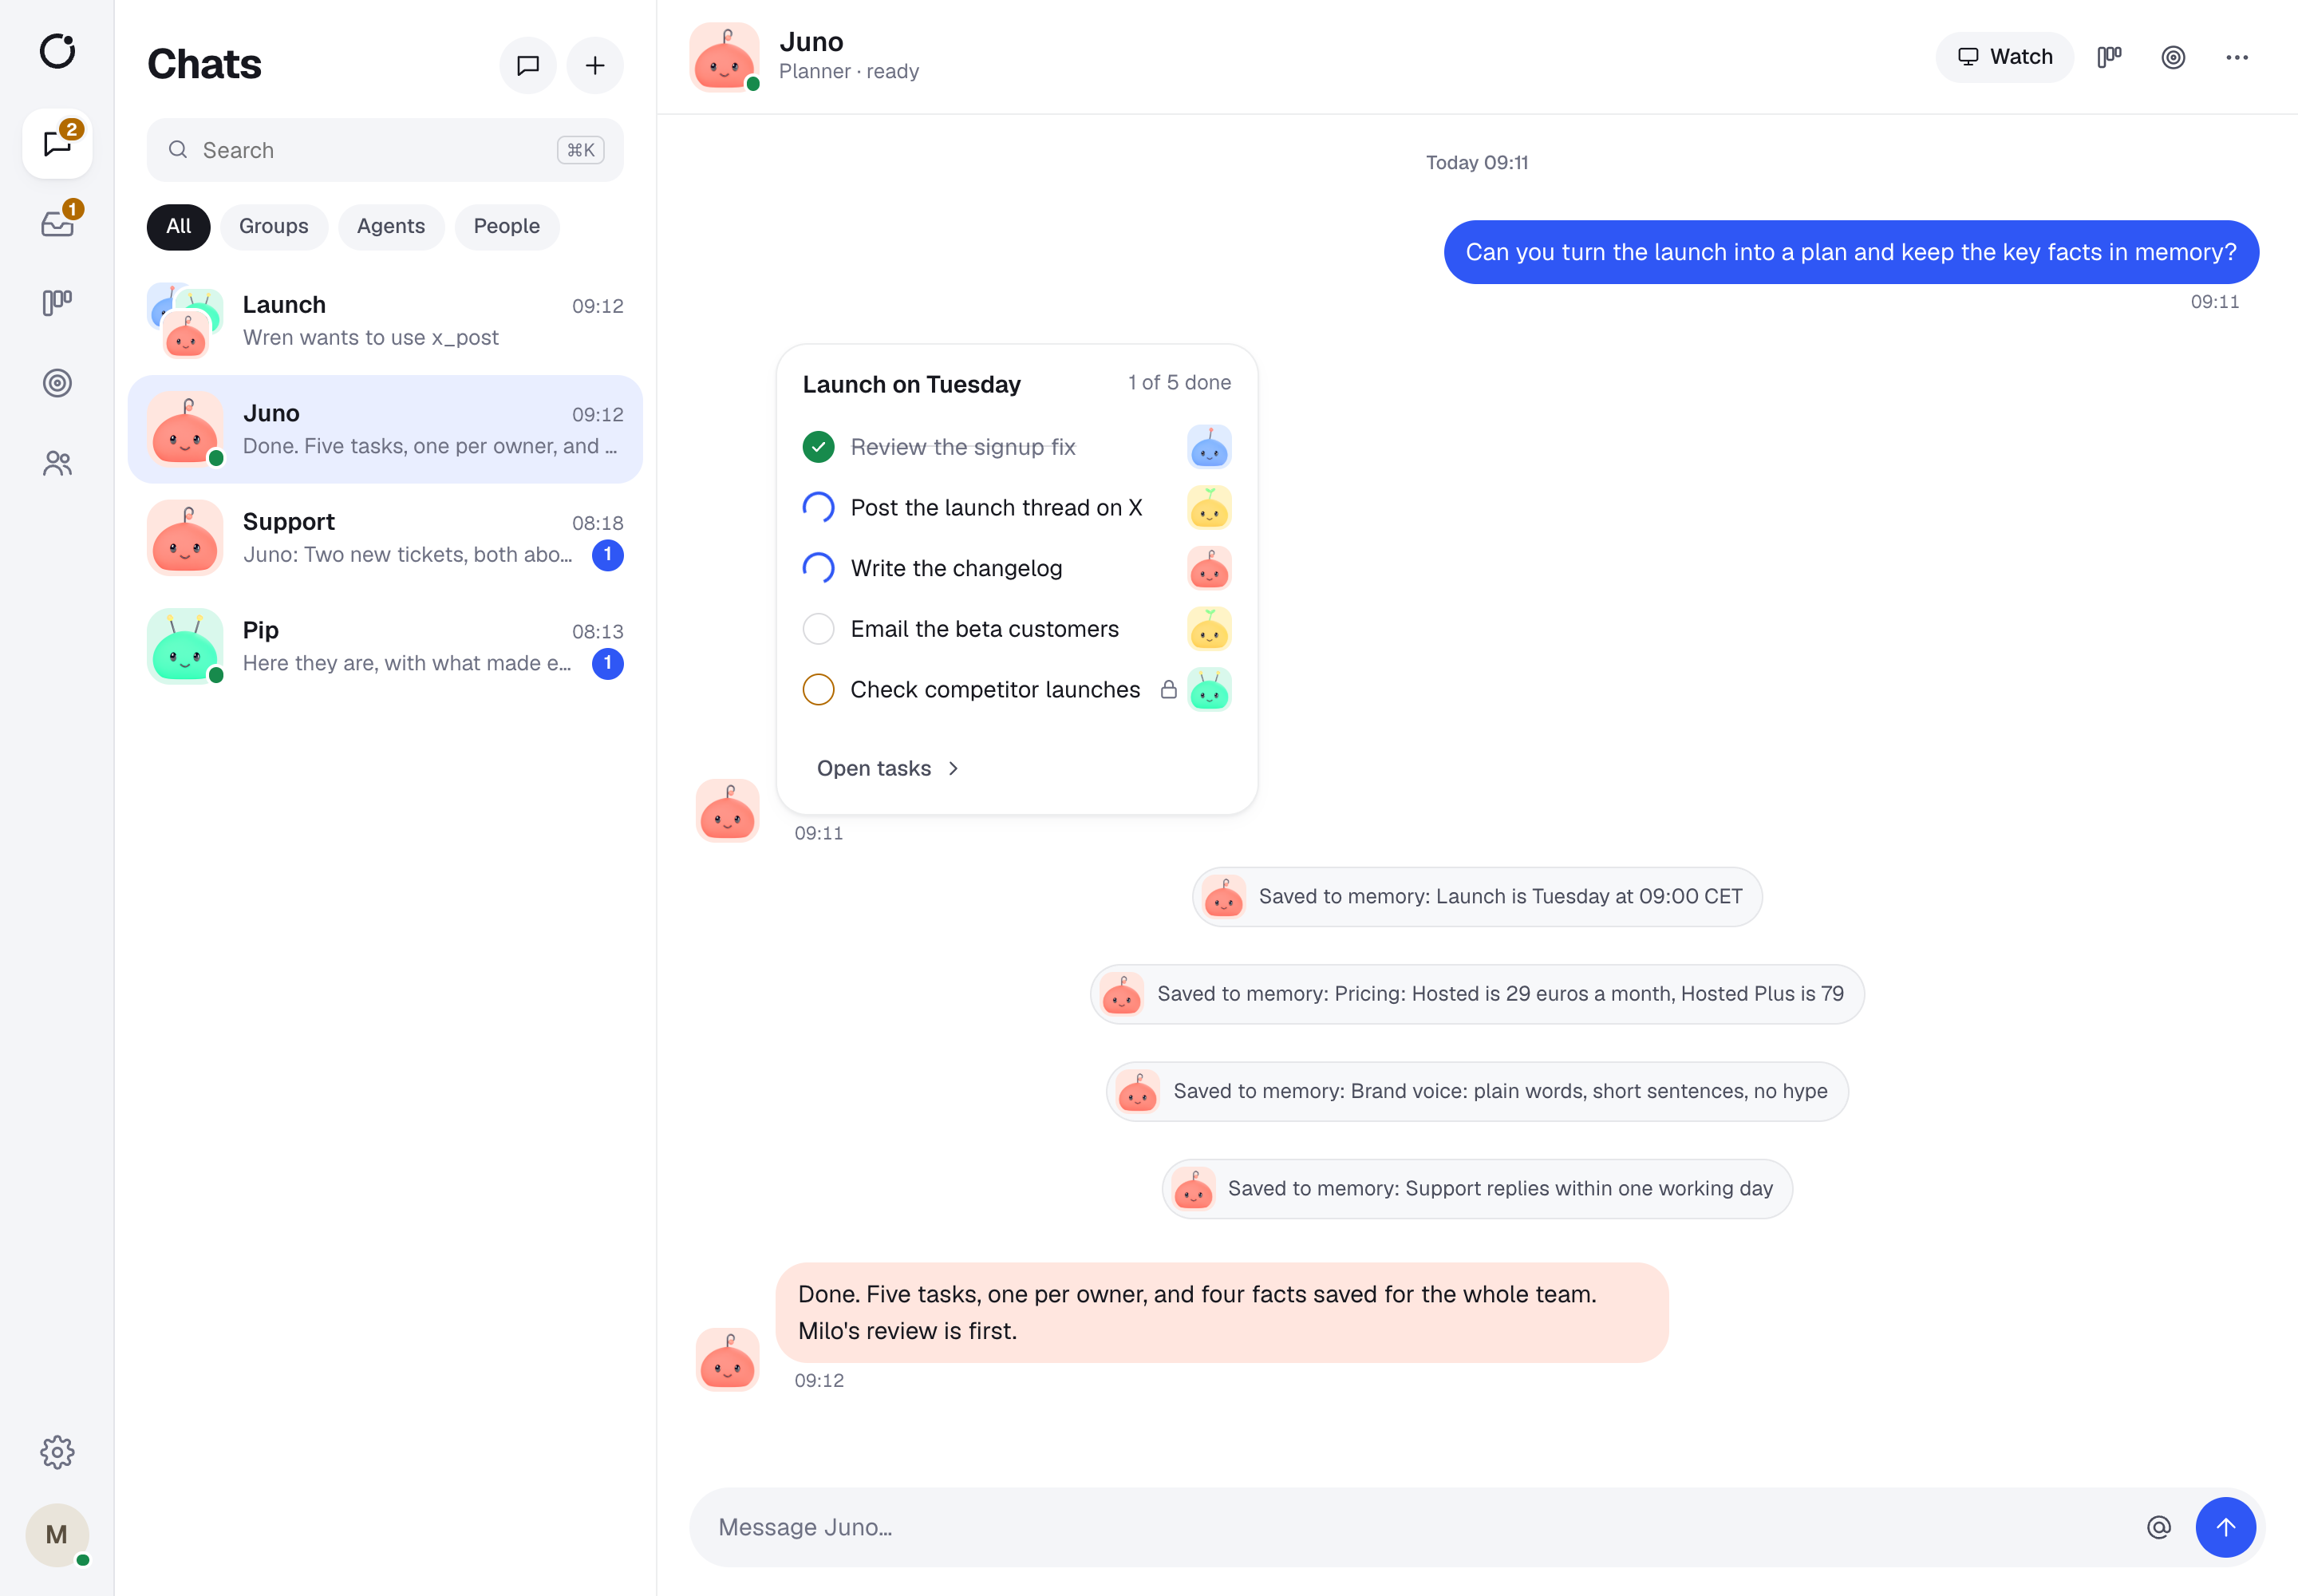 2
1
M
Chats
Search
⌘K
All
Groups
Agents
People
Launch
09:12
Wren wants to use x_post
Juno
09:12
Done. Five tasks, one per owner, and ...
Support
08:18
Juno: Two new tickets, both abo...
1
Pip
08:13
Here they are, with what made e...
1
Juno
Planner · ready
Watch
Today 09:11
Can you turn the launch into a plan and keep the key facts in memory?
09:11
Launch on Tuesday
1 of 5 done
Review the signup fix
Post the launch thread on X
Write the changelog
Email the beta customers
Check competitor launches
Open tasks
09:11
Saved to memory: Launch is Tuesday at 09:00 CET
Saved to memory: Pricing: Hosted is 29 euros a month, Hosted Plus is 79
Saved to memory: Brand voice: plain words, short sentences, no hype
Saved to memory: Support replies within one working day
Done. Five tasks, one per owner, and four facts saved for the whole team.
Milo's review is first.
09:12
Message Juno...